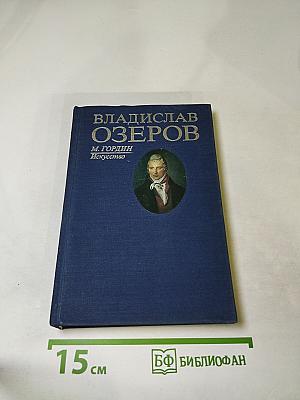 ВЛАДИСЛАВ
ОЗЕРОВ
М. ГОРДИН
Искусство
15 см
БФ БИБЛИОФАН